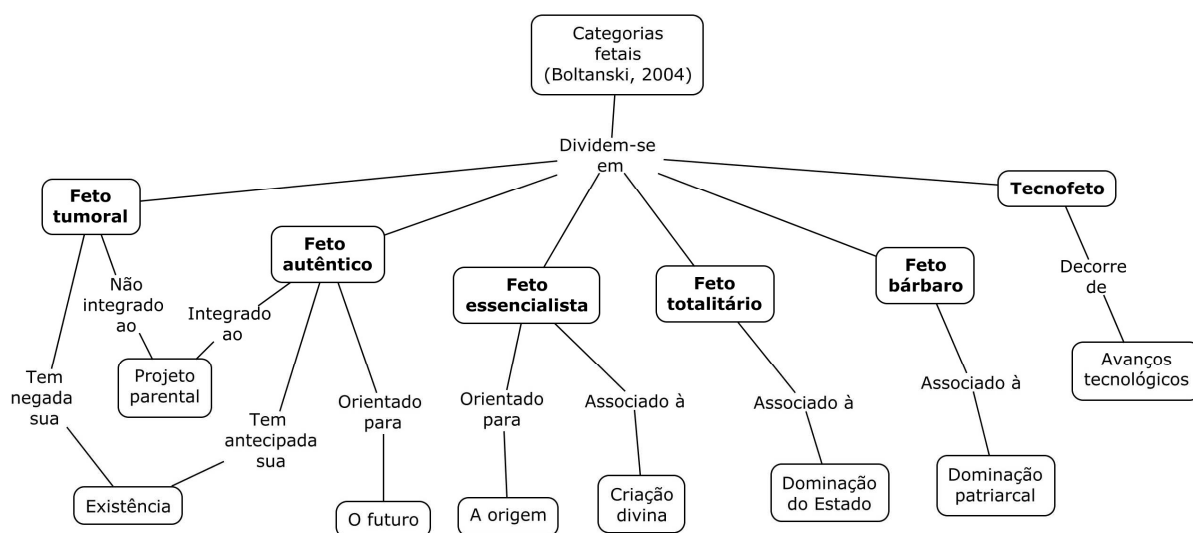 Categorias
fetais
(Boltanski, 2004)
Dividem-se
em
Feto
tumoral
Feto
autêntico
Feto
essencialista
Feto
totalitário
Feto
bárbaro
Tecnofeto
Não
integrado
ao
Integrado
ao
Decorre
de
Projeto
parental
Avanços
tecnológicos
Tem
negada
sua
Tem
antecipada
sua
Orientado
para
Orientado
para
Associado à
Associado à
Associado à
Existência
O futuro
A origem
Criação
divina
Dominação
do Estado
Dominação
patriarcal